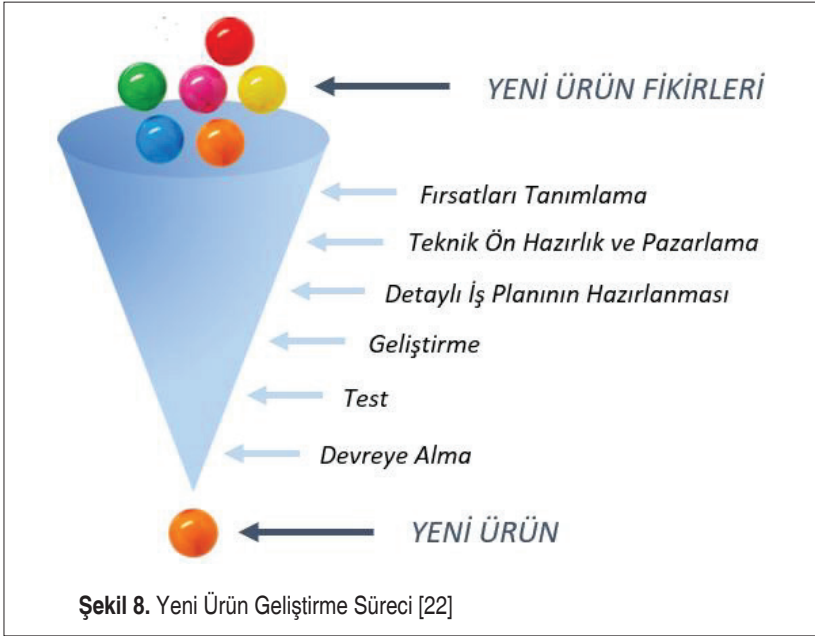 YENİ ÜRÜN FİKİRLERİ
Fırsatları Tanımlama
Teknik Ön Hazırlık ve Pazarlama
Detaylı İş Planının Hazırlanması
Geliştirme
Test
Devreye Alma
YENİ ÜRÜN
Şekil 8. Yeni Ürün Geliştirme Süreci [22]